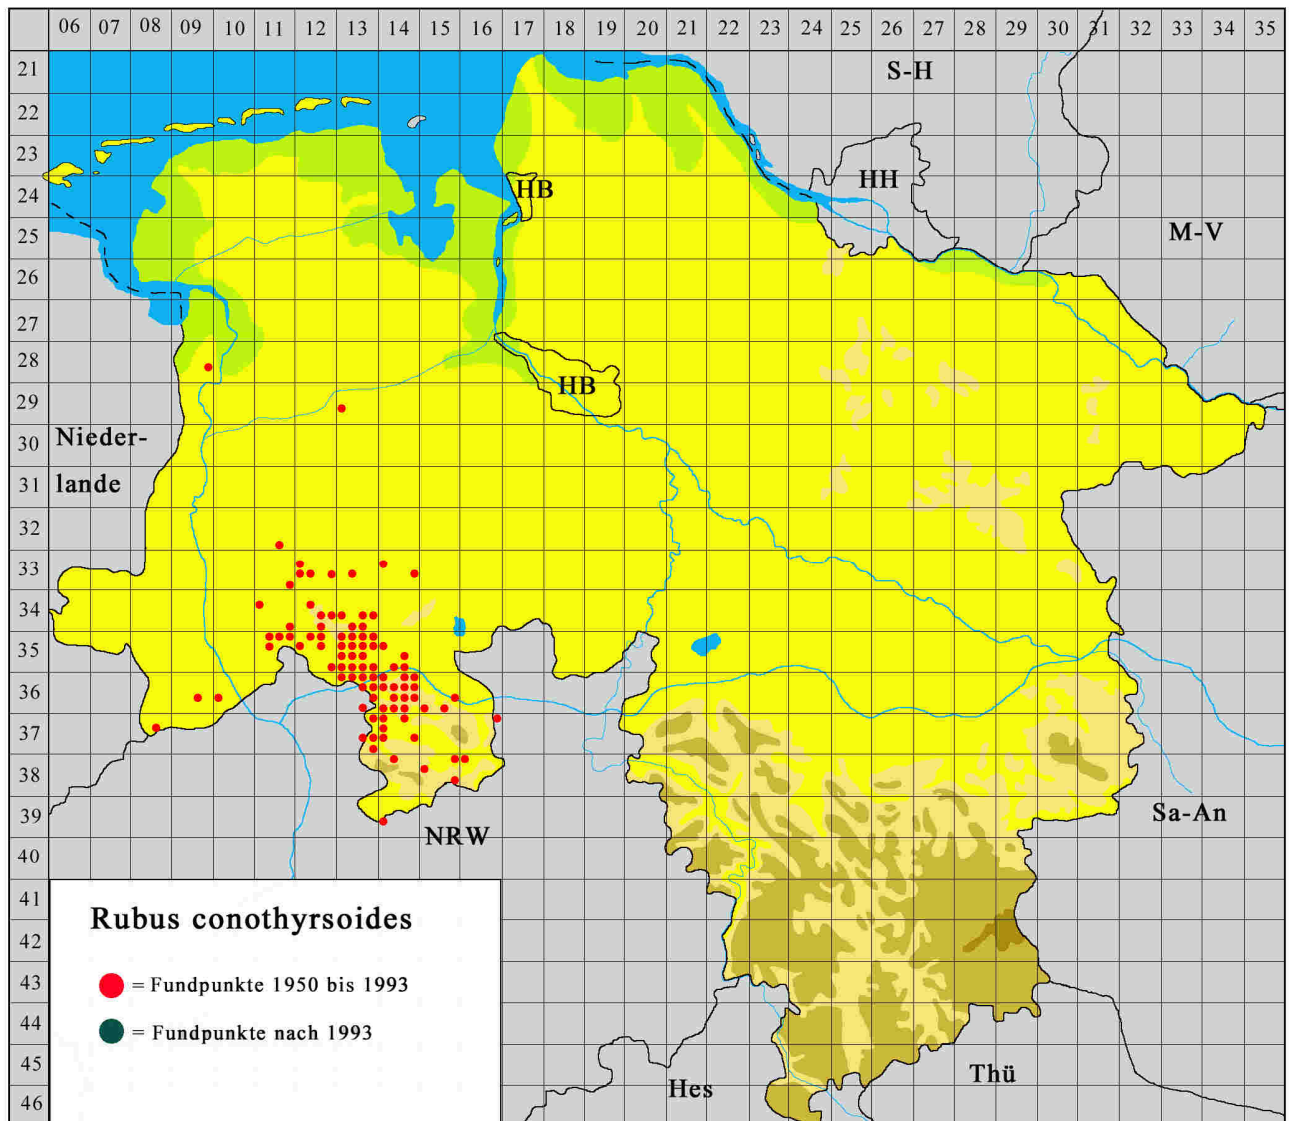 06 07 08 09 10 11 12 13 14 15 16 17 18 19 20 21 22 23 24 25 26 27 28 29 30 31 32 33 34 35
21
S-H
22
23
HH
24
HB
25
M-V
26
27
28
HB
29
30
Nieder-
lande
31
32
33
34
35
36
37
38
39
Sa-An
NRW
40
41
Rubus conothyrsoides
42
43
= Fundpunkte 1950 bis 1993
44
= Fundpunkte nach 1993
45
Hes
Thü
46